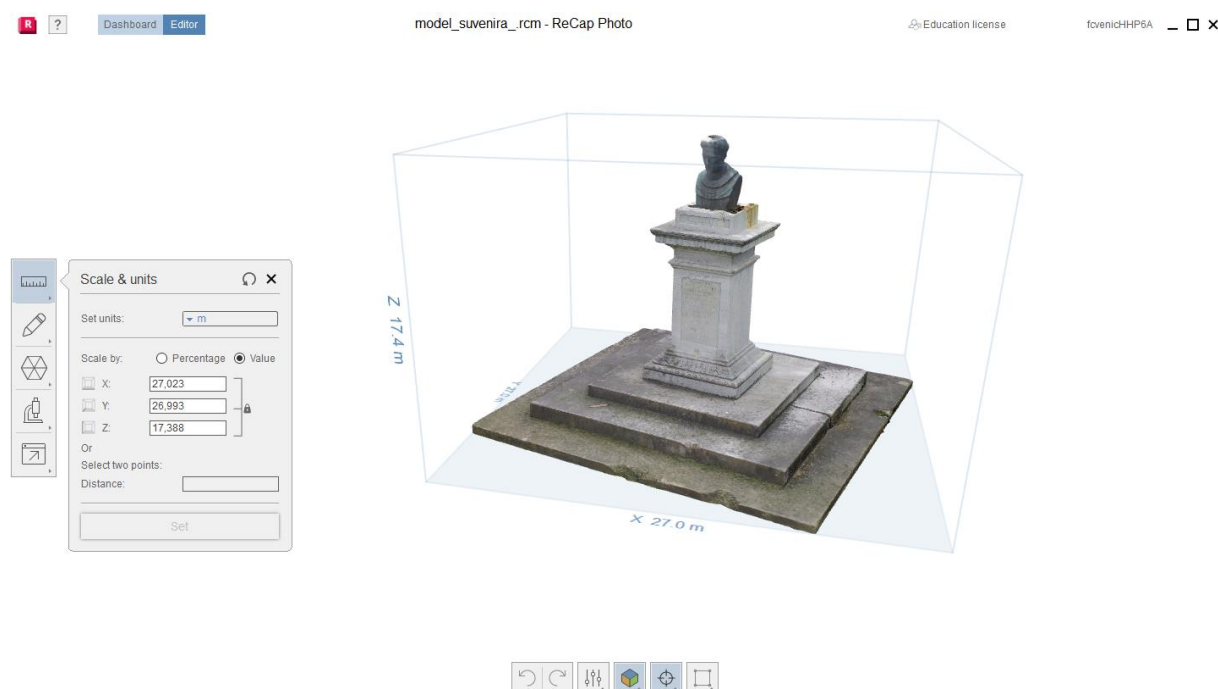 R
?
Dashboard
Editor
model_suvenira_.rcm - ReCap Photo
Education license
fcvenicHHP6A
Scale & units
Set units:
m
Scale by:
Percentage
Value
X:
27,023
Y:
26,993
Z:
17,388
Or
Select two points:
Distance:
Set
Z 17.4 m
X 27.0 m